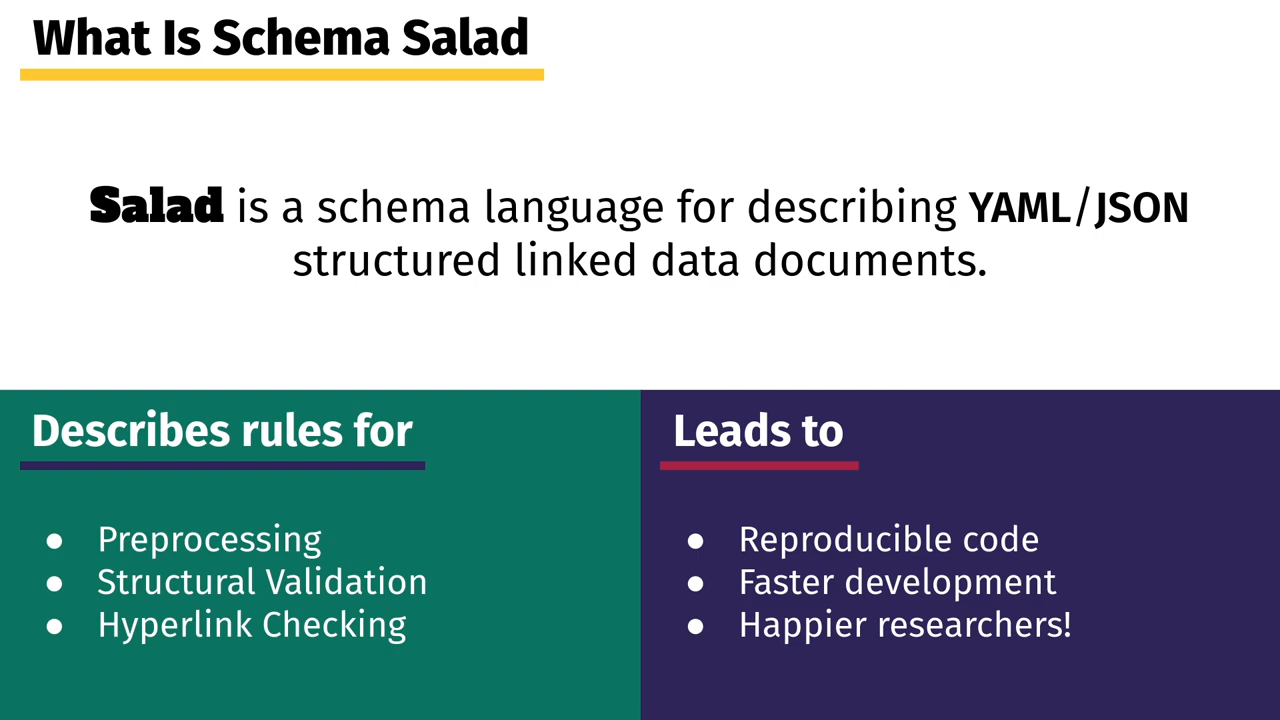 What Is Schema Salad
Salad is a schema language for describing YAML/JSON
structured linked data documents.
Describes rules for
● Preprocessing
● Structural Validation
● Hyperlink Checking
Leads to
● Reproducible code
● Faster development
● Happier researchers!